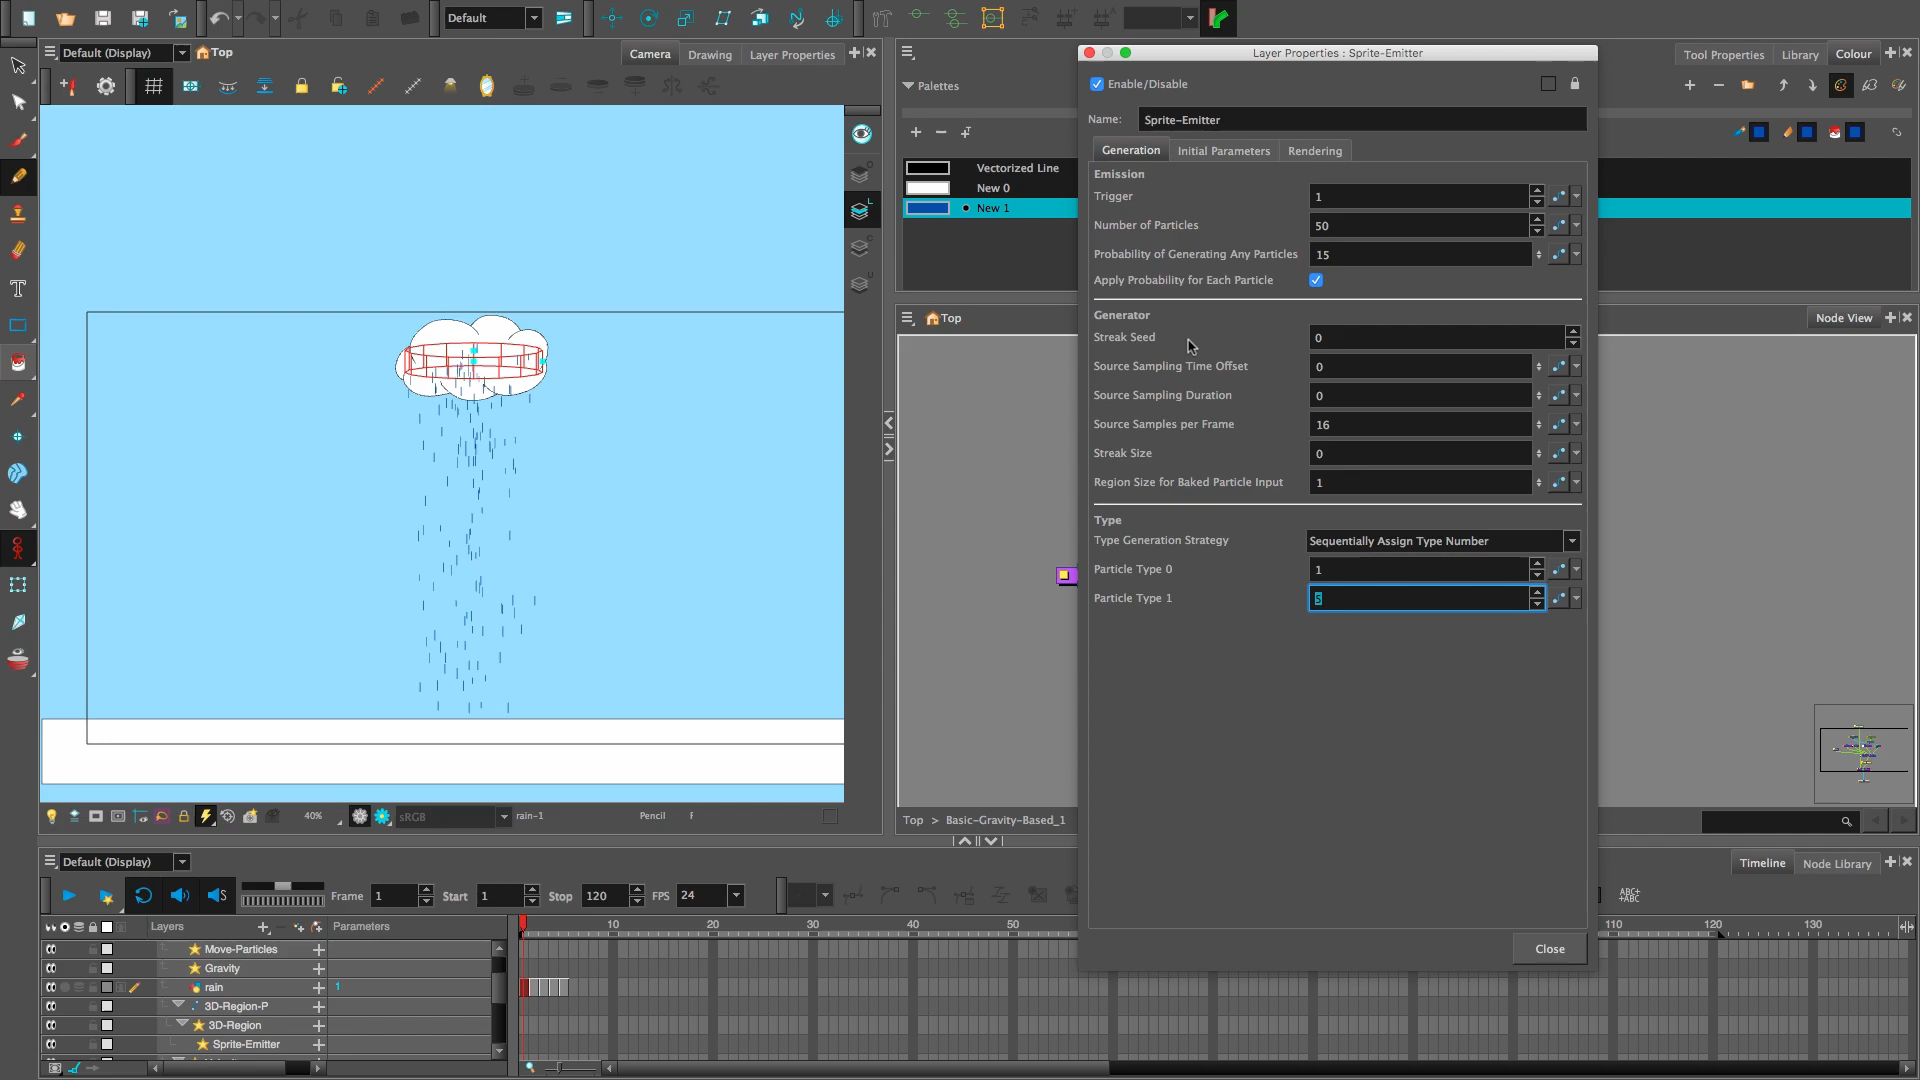 Default
Default (Display)
Top
Camera
Drawing
Layer Properties
40%
sRGB
rain-1
Pencil
F
Palettes
Vectorized Line
New 0
New 1
Tool Properties
Library
Colour
Top
Node View
Top > Basic-Gravity-Based_1
Layer Properties : Sprite-Emitter
Enable/Disable
Name: Sprite-Emitter
Generation
Initial Parameters
Rendering
Emission
Trigger 1
Number of Particles 50
Probability of Generating Any Particles 15
Apply Probability for Each Particle
Generator
Streak Seed 0
Source Sampling Time Offset 0
Source Sampling Duration 0
Source Samples per Frame 16
Streak Size 0
Region Size for Baked Particle Input 1
Type
Type Generation Strategy Sequentially Assign Type Number
Particle Type 0 1
Particle Type 1 5
Close
Default (Display)
Timeline
Node Library
Frame 1 Start 1 Stop 120 FPS 24
ABC+
+ABC
Layers
Parameters
10 20 30 40 50 110 120 130
Move-Particles
Gravity
rain 1
3D-Region-P
3D-Region
Sprite-Emitter